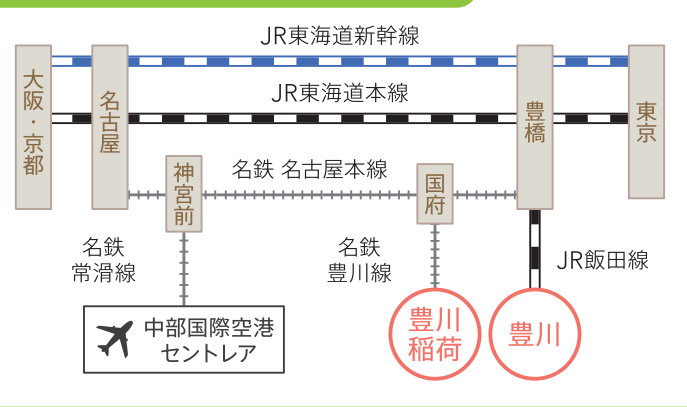 JR東海道新幹線
大阪・京都
名古屋
JR東海道本線
豊橋
東京
神宮前
名鉄 名古屋本線
国府
名鉄
常滑線
名鉄
豊川線
JR飯田線
中部国際空港
セントレア
豊川
稲荷
豊川